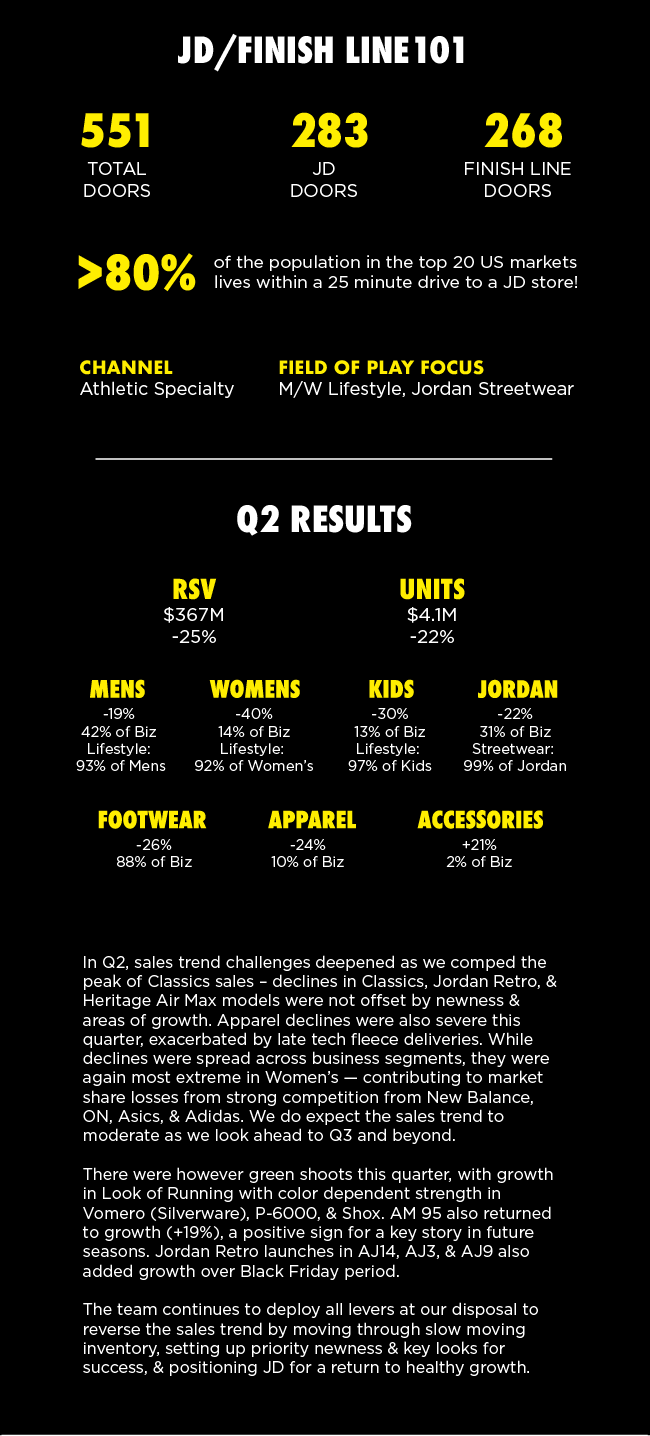 JD/FINISH LINE 101
551
TOTAL
DOORS
283
JD
DOORS
268
FINISH LINE
DOORS
>80%
of the population in the top 20 US markets
lives within a 25 minute drive to a JD store!
CHANNEL
Athletic Specialty
FIELD OF PLAY FOCUS
M/W Lifestyle, Jordan Streetwear
Q2 RESULTS
RSV
$367M
-25%
UNITS
$4.1M
-22%
MENS
-19%
42% of Biz
Lifestyle:
93% of Mens
WOMENS
-40%
14% of Biz
Lifestyle:
92% of Women's
KIDS
-30%
13% of Biz
Lifestyle:
97% of Kids
JORDAN
-22%
31% of Biz
Streetwear:
99% of Jordan
FOOTWEAR
-26%
88% of Biz
APPAREL
-24%
10% of Biz
ACCESSORIES
+21%
2% of Biz
In Q2, sales trend challenges deepened as we comped the
peak of Classics sales – declines in Classics, Jordan Retro, &
Heritage Air Max models were not offset by newness &
areas of growth. Apparel declines were also severe this
quarter, exacerbated by late tech fleece deliveries. While
declines were spread across business segments, they were
again most extreme in Women's — contributing to market
share losses from strong competition from New Balance,
ON, Asics, & Adidas. We do expect the sales trend to
moderate as we look ahead to Q3 and beyond.
There were however green shoots this quarter, with growth
in Look of Running with color dependent strength in
Vomero (Silverware), P-6000, & Shox. AM 95 also returned
to growth (+19%), a positive sign for a key story in future
seasons. Jordan Retro launches in AJ14, AJ3, & AJ9 also
added growth over Black Friday period.
The team continues to deploy all levers at our disposal to
reverse the sales trend by moving through slow moving
inventory, setting up priority newness & key looks for
success, & positioning JD for a return to healthy growth.